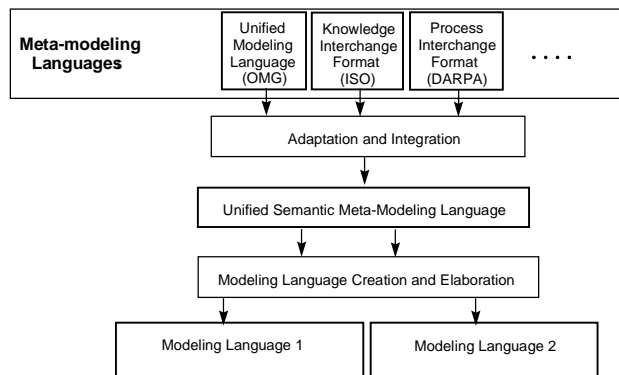 Meta-modeling
Languages
Unified
Modeling
Language
(OMG)
Knowledge
Interchange
Format
(ISO)
Process
Interchange
Format
(DARPA)
. . . .
Adaptation and Integration
Unified Semantic Meta-Modeling Language
Modeling Language Creation and Elaboration
Modeling Language 1
Modeling Language 2